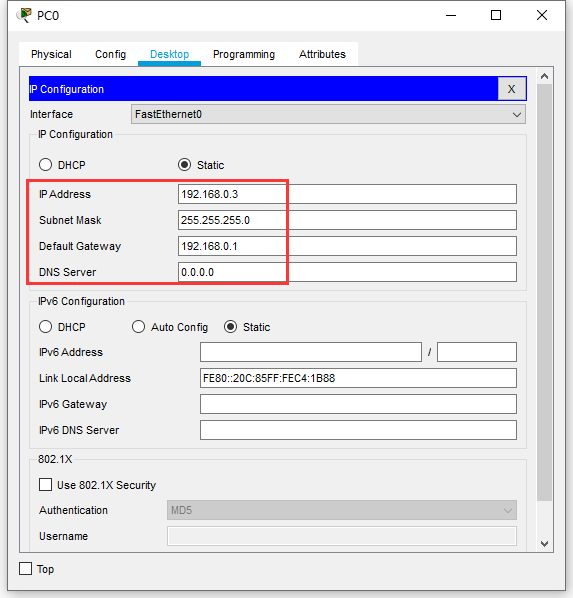 PC0
Physical Config Desktop Programming Attributes
IP Configuration X
Interface FastEthernet0
IP Configuration
DHCP Static
IP Address 192.168.0.3
Subnet Mask 255.255.255.0
Default Gateway 192.168.0.1
DNS Server 0.0.0.0
IPv6 Configuration
DHCP Auto Config Static
IPv6 Address /
Link Local Address FE80::20C:85FF:FEC4:1B88
IPv6 Gateway
IPv6 DNS Server
802.1X
Use 802.1X Security
Authentication MD5
Username
Top